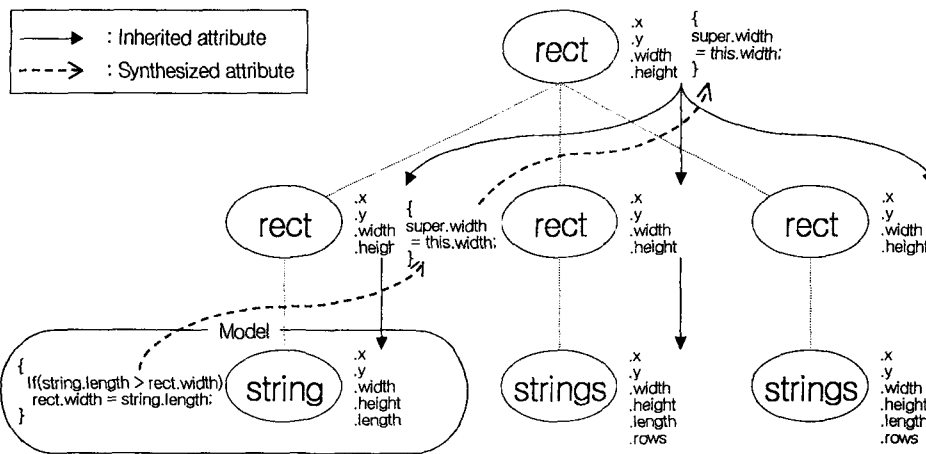 : Inherited attribute
: Synthesized attribute
rect
.x
.y
.width
.height
{
super.width
= this.width;
}
rect
.x
.y
.width
.heigr
{
super.width
= this.width;
}
rect
.x
.y
.width
.height
rect
.x
.y
.width
.height
Model
{
If(string.length > rect.width)
rect.width = string.length;
}
string
.x
.y
.width
.height
.length
strings
.x
.y
.width
.height
.length
.rows
strings
.x
.y
.width
.height
.length
.rows